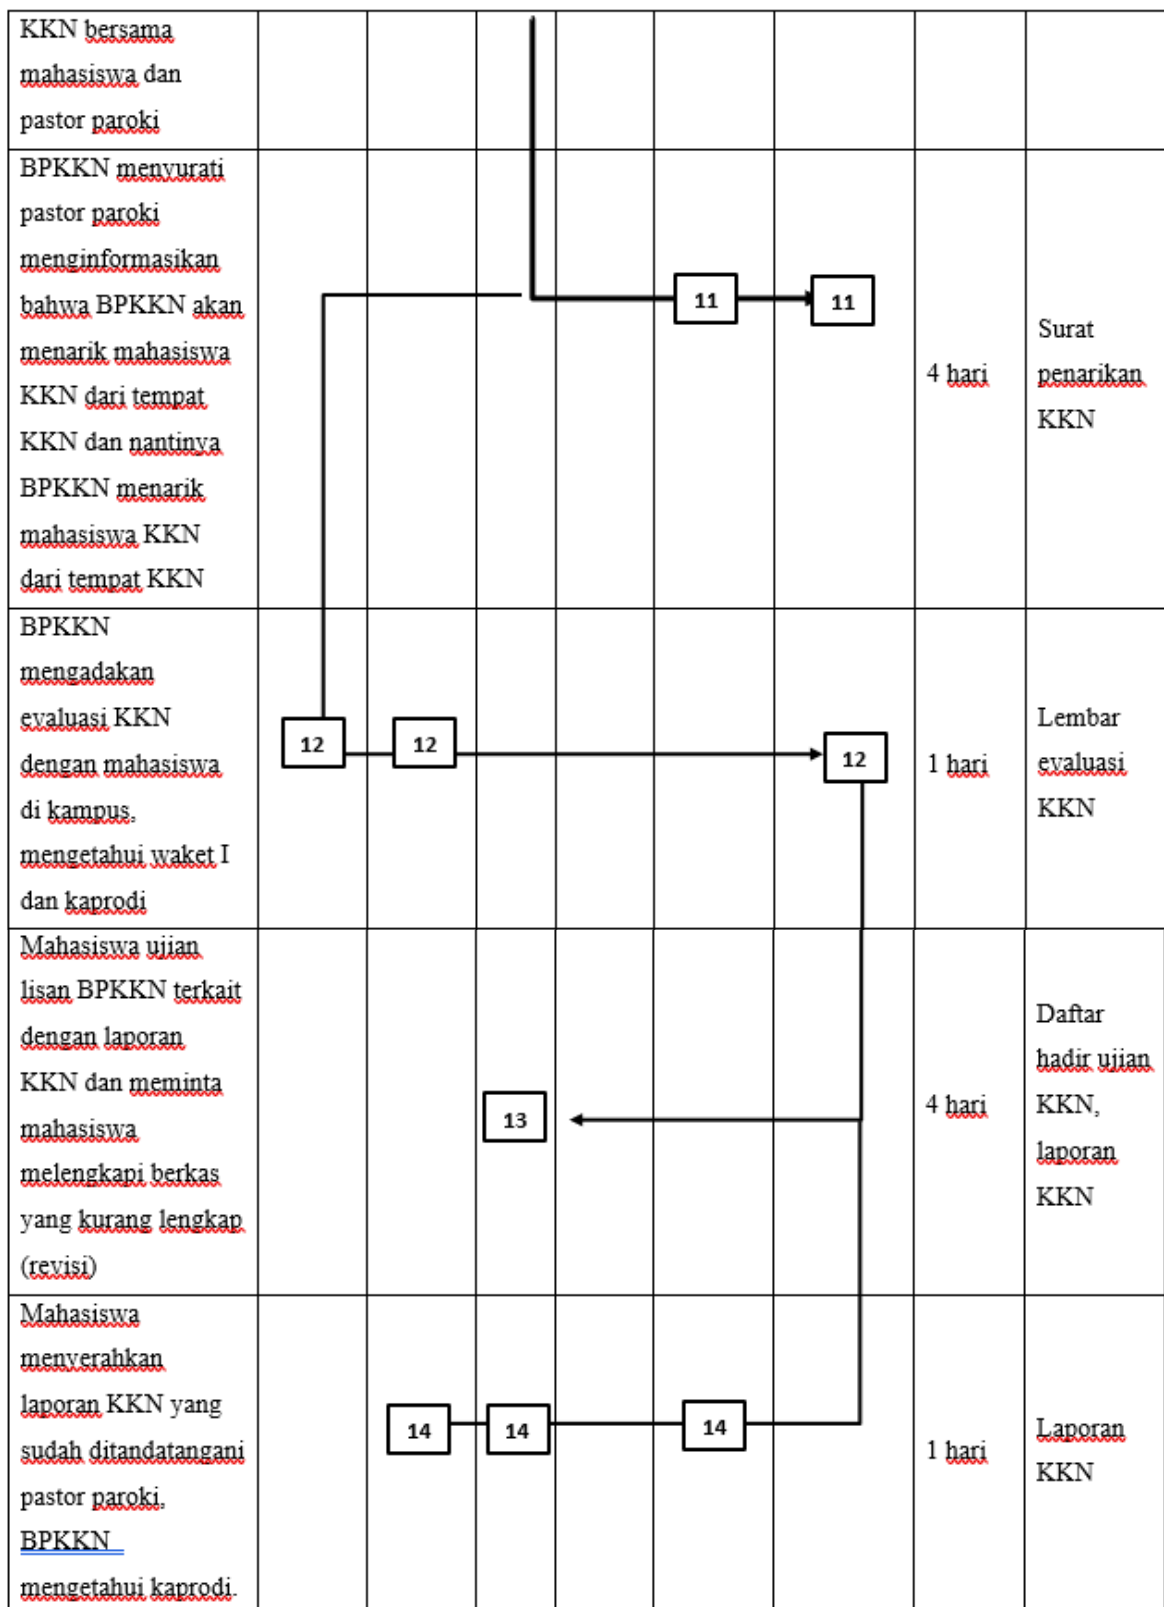 KKN bersama
mahasiswa dan
pastor paroki
BPKKN menyurati
pastor paroki
menginformasikan
bahwa BPKKN akan
menarik mahasiswa
KKN dari tempat
KKN dan nantinya
BPKKN menarik
mahasiswa KKN
dari tempat KKN
11
11
4 hari
Surat
penarikan
KKN
BPKKN
mengadakan
evaluasi KKN
dengan mahasiswa
di kampus,
mengetahui waket I
dan kaprodi
12
12
12
1 hari
Lembar
evaluasi
KKN
Mahasiswa ujian
lisan BPKKN terkait
dengan laporan
KKN dan meminta
mahasiswa
melengkapi berkas
yang kurang lengkap
(revisi)
13
4 hari
Daftar
hadir ujian
KKN,
laporan
KKN
Mahasiswa
menyerahkan
laporan KKN yang
sudah ditandatangani
pastor paroki,
BPKKN
mengetahui kaprodi.
14
14
14
1 hari
Laporan
KKN